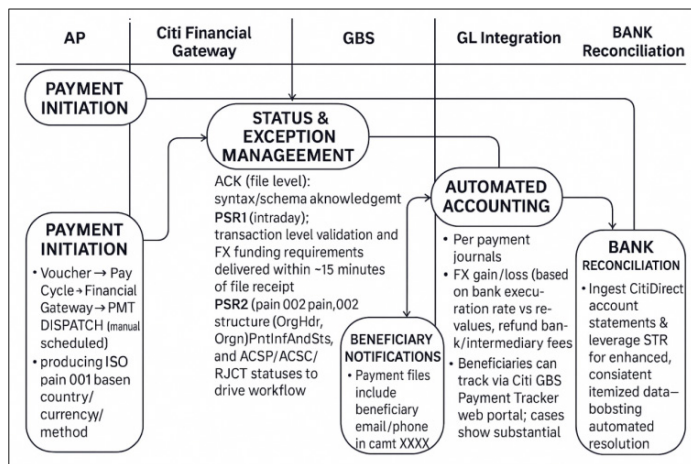 AP
Citi Financial
Gateway
GBS
GL Integration
BANK
Reconciliation
PAYMENT
INITIATION
STATUS &
EXCEPTION
MANAGEEMENT
ACK (file level):
syntax/schema aknowledgemt
PSR1 (intraday);
transaction level validation and
FX funding requirements
delivered within ~15 minutes
of file receipt
PSR2 (pain 002 pain,002
structure (OrgHdr,
Orgn)PntInfAndSts,
and ACSP/ACSC/
RJCT statuses to
drive workflow
PAYMENT
INITIATION
• Voucher → Pay
Cycle → Financial
Gateway → PMT
DISPATCH (manual
scheduled)
• producing ISO
pain 001 basen
country/
currency/
method
BENEFICIARY
NOTIFICATIONS
• Payment files
include
beneficiary
email/phone
in camt XXXX
AUTOMATED
ACCOUNTING
• Per payment
journals
• FX gain/loss (based
on bank execu-
ration rate vs re-
values, refund ban-
k/intermediary fees
• Beneficiaries can
track via Citi GBS
Payment Tracker
web portal; cases
show substantial
BANK
RECONCILIATION
• Ingest CitiDirect
account
statements &
leverage STR
for enhanced,
consiatent
itemized data—
bobsting
automated
resolution